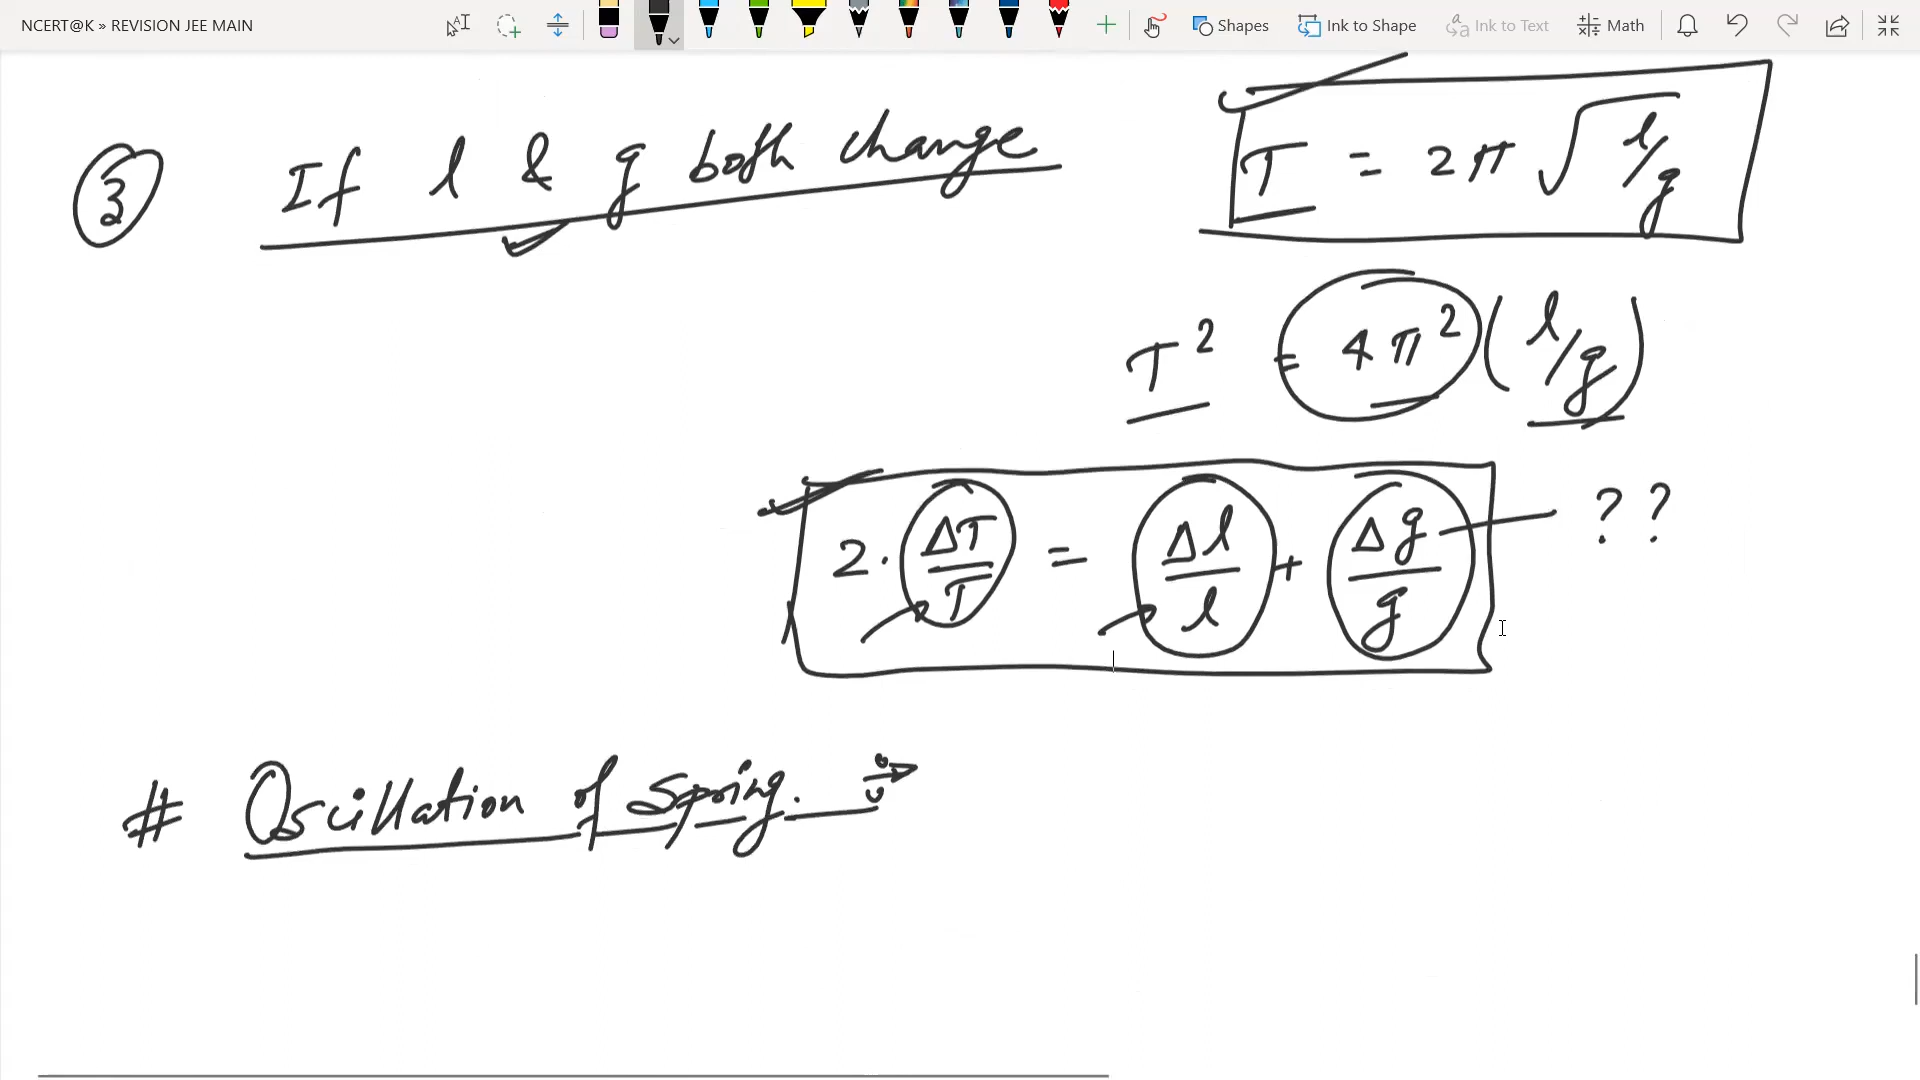 NCERT@K » REVISION JEE MAIN Shapes Ink to Shape Ink to Text Math
③ If l & g both change T = 2π √l/g
T² = 4π² (l/g)
2. ΔT/T = Δl/l + Δg/g ??
# Oscillation of Spring.